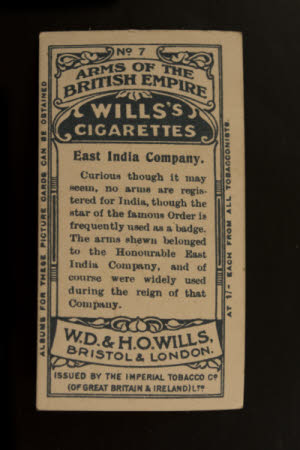 No 7
ARMS OF THE
BRITISH EMPIRE
WILLS'S
CIGARETTES
East India Company.
Curious though it may
seem, no arms are regis-
tered for India, though the
star of the famous Order is
frequently used as a badge.
The arms shewn belonged
to the Honourable East
India Company, and of
course were widely used
during the reign of that
Company.
W.D. & H.O. WILLS,
BRISTOL & LONDON.
ISSUED BY THE IMPERIAL TOBACCO Co
(OF GREAT BRITAIN & IRELAND) LTD
ALBUMS FOR THESE PICTURE CARDS CAN BE OBTAINED
AT 1/- EACH FROM ALL TOBACCONISTS.